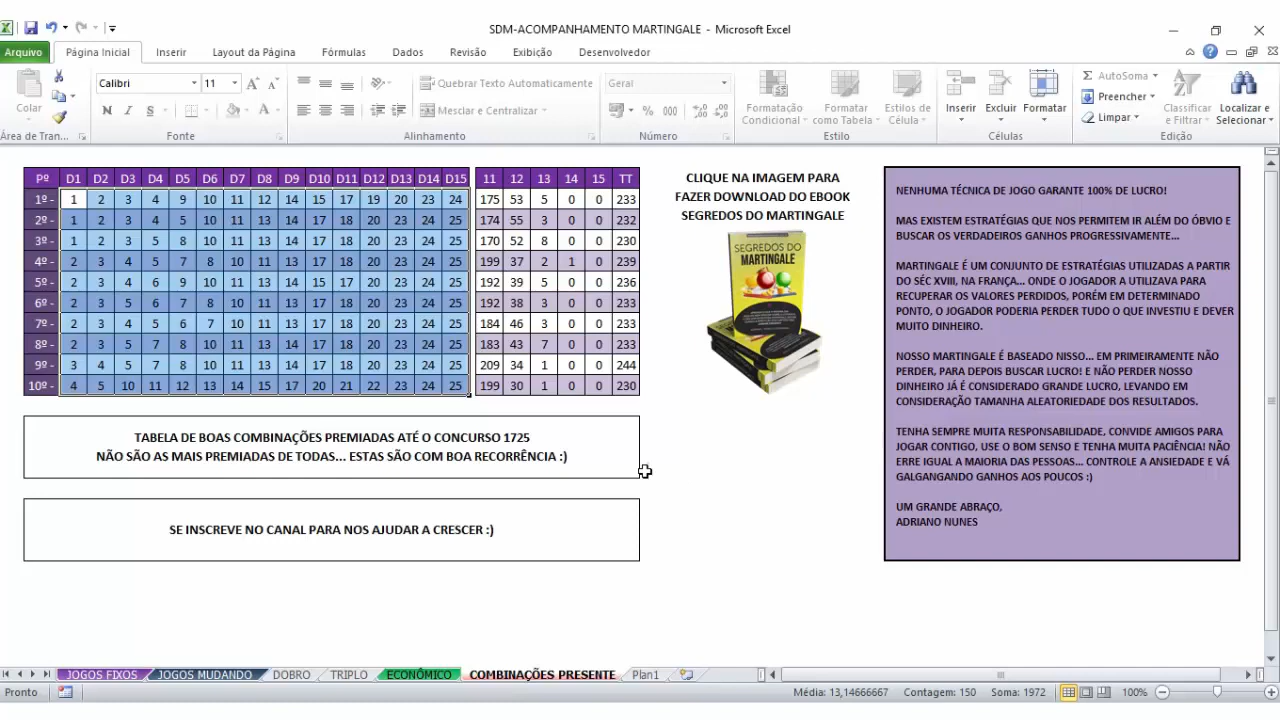 SDM-ACOMPANHAMENTO MARTINGALE - Microsoft Excel
Arquivo Página Inicial Inserir Layout da Página Fórmulas Dados Revisão Exibição Desenvolvedor
Calibri 11 Quebrar Texto Automaticamente Geral AutoSoma
Colar N I S Mesclar e Centralizar % 000 Formatação Condicional Formatar como Tabela Estilos de Célula Inserir Excluir Formatar Preencher Limpar Classificar e Filtrar Localizar e Selecionar
Área de Tran... Fonte Alinhamento Número Estilo Células Edição
Pº D1 D2 D3 D4 D5 D6 D7 D8 D9 D10 D11 D12 D13 D14 D15 11 12 13 14 15 TT
1º - 1 2 3 4 9 10 11 12 14 17 19 20 23 24 175 53 5 0 0 233
2º - 1 2 3 4 5 10 11 13 17 18 20 23 24 25 174 55 3 0 0 232
3º - 1 2 3 5 8 10 11 13 14 17 18 20 23 24 25 170 52 8 0 0 230
4º - 2 3 4 5 7 8 10 11 13 17 18 20 23 24 25 199 37 2 1 0 239
5º - 3 4 6 9 10 11 13 14 17 18 20 23 24 25 192 39 5 0 0 236
6º - 3 5 6 8 10 11 13 17 18 20 23 24 25 192 38 3 0 0 233
7º - 3 4 5 6 7 10 11 13 17 18 20 23 24 25 184 46 3 0 0 233
8º - 2 3 5 7 8 10 11 13 14 17 18 20 23 24 25 183 43 7 0 0 233
9º - 3 4 5 7 8 10 11 13 14 17 18 20 23 24 25 209 34 1 0 0 244
10º - 4 5 10 11 12 13 14 15 17 20 21 22 23 24 25 199 30 1 0 0 230
CLIQUE NA IMAGEM PARA
FAZER DOWNLOAD DO EBOOK
SEGREDOS DO MARTINGALE
SEGREDOS DO
MARTINGALE
TABELA DE BOAS COMBINAÇÕES PREMIADAS ATÉ O CONCURSO 1725
NÃO SÃO AS MAIS PREMIADAS DE TODAS... ESTAS SÃO COM BOA RECORRÊNCIA :)
SE INSCREVE NO CANAL PARA NOS AJUDAR A CRESCER :)
NENHUMA TÉCNICA DE JOGO GARANTE 100% DE LUCRO!
MAS EXISTEM ESTRATÉGIAS QUE NOS PERMITEM IR ALÉM DO ÓBVIO E
BUSCAR OS VERDADEIROS GANHOS PROGRESSIVAMENTE...
MARTINGALE É UM CONJUNTO DE ESTRATÉGIAS UTILIZADAS A PARTIR
DO SÉC XVIII, NA FRANÇA... ONDE O JOGADOR A UTILIZAVA PARA
RECUPERAR OS VALORES PERDIDOS, PORÉM EM DETERMINADO
PONTO, O JOGADOR PODERIA PERDER TUDO O QUE INVESTIU E DEVER
MUITO DINHEIRO.
NOSSO MARTINGALE É BASEADO NISSO... EM PRIMEIRAMENTE NÃO
PERDER, PARA DEPOIS BUSCAR LUCRO! E NÃO PERDER NOSSO
DINHEIRO JÁ É CONSIDERADO GRANDE LUCRO, LEVANDO EM
CONSIDERAÇÃO TAMANHA ALEATORIEDADE DOS RESULTADOS.
TENHA SEMPRE MUITA RESPONSABILIDADE, CONVIDE AMIGOS PARA
JOGAR CONTIGO, USE O BOM SENSO E TENHA MUITA PACIÊNCIA! NÃO
ERRE IGUAL A MAIORIA DAS PESSOAS... CONTROLE A ANSIEDADE E VÁ
GALGANGANDO GANHOS AOS POUCOS :)
UM GRANDE ABRAÇO,
ADRIANO NUNES
JOGOS FIXOS JOGOS MUDANDO DOBRO TRIPLO ECONÔMICO COMBINAÇÕES PRESENTE Plan1
Pronto Média: 13,14666667 Contagem: 150 Soma: 1972 100%